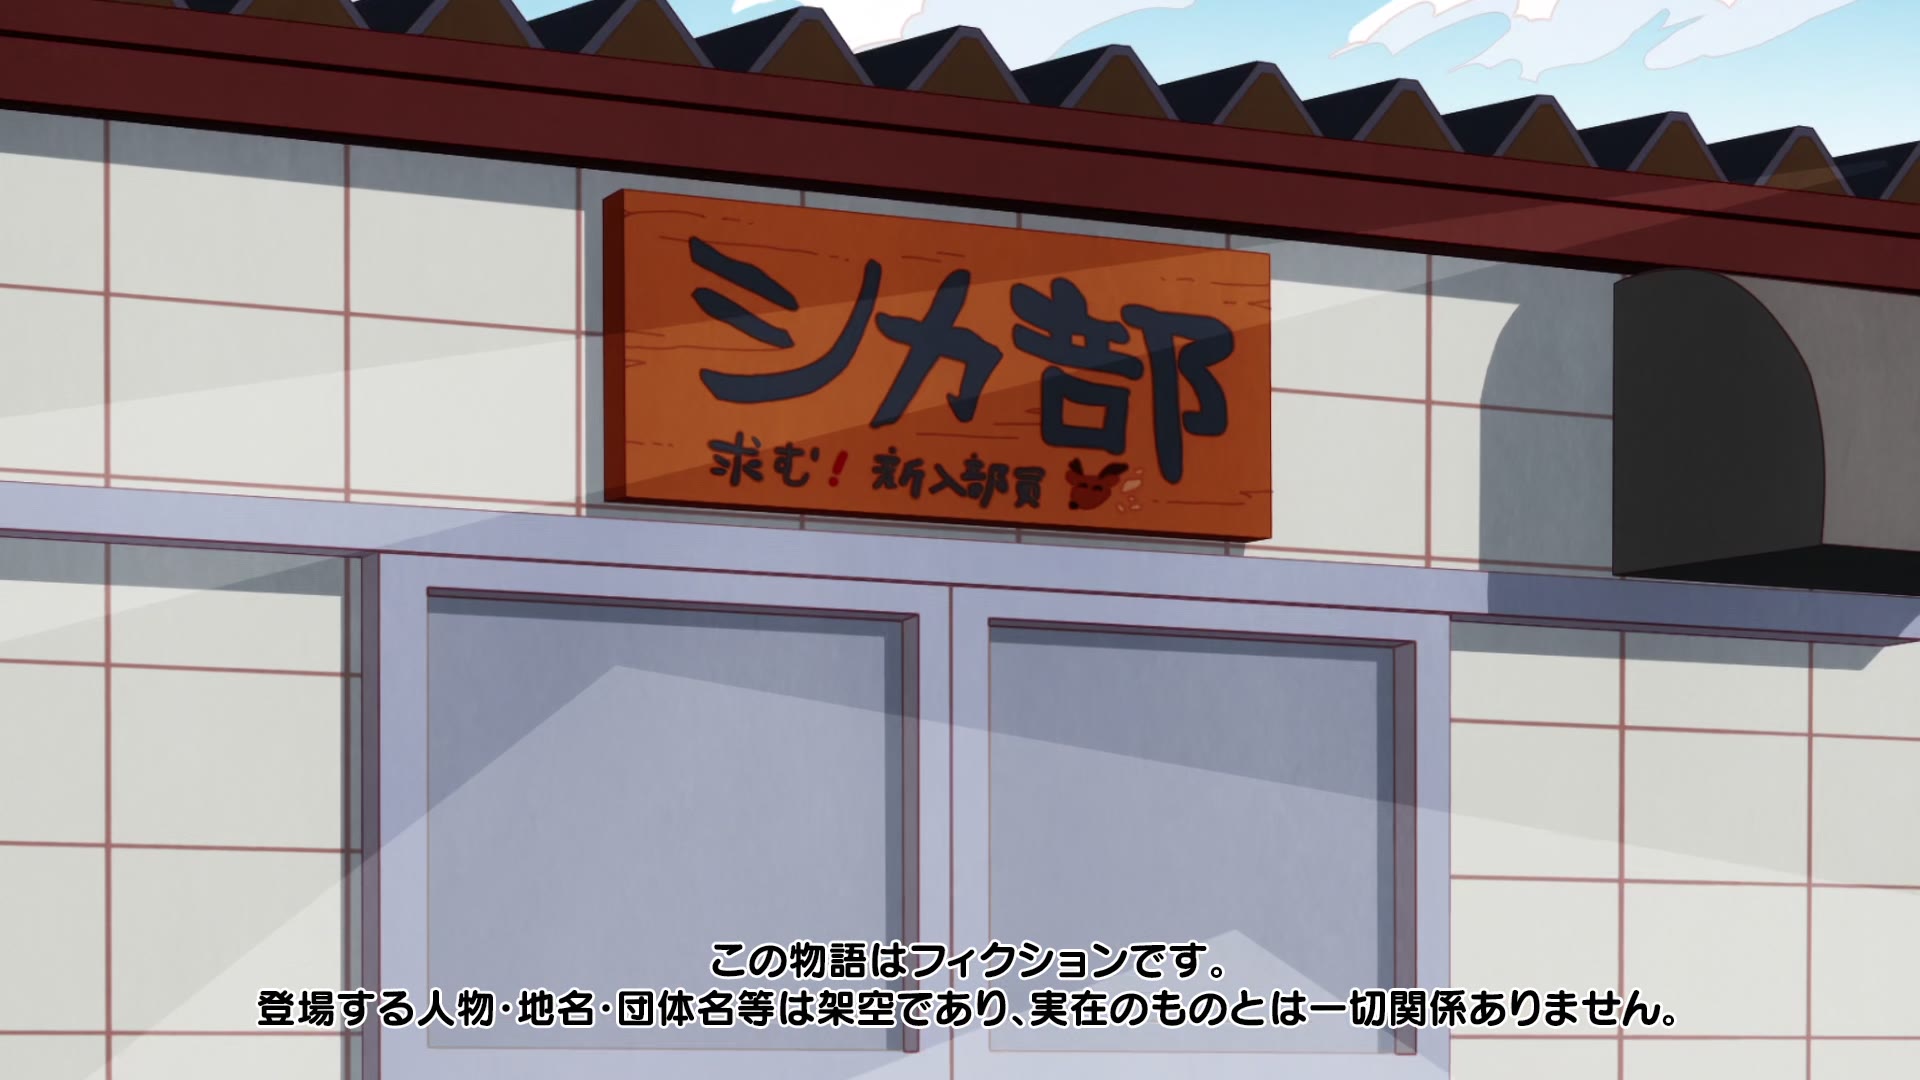 シカ部
求む！新入部員
この物語はフィクションです。
登場する人物･地名･団体名等は架空であり､実在のものとは一切関係ありません。